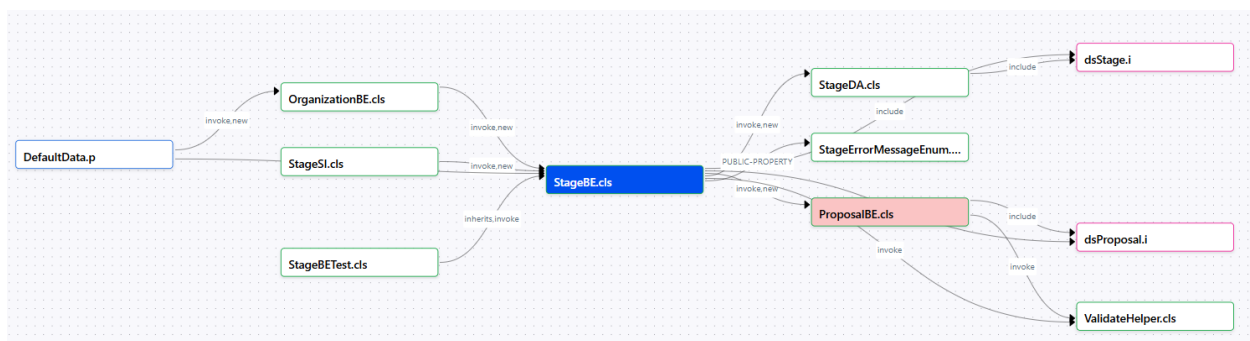 dsStage.i
include
StageDA.cls
OrganizationBE.cls
include
invoke,new
invoke,new
invoke,new
StageErrorMessageEnum....
DefaultData.p
StageSI.cls
PUBLIC-PROPERTY
invoke,new
StageBE.cls
invoke,new
ProposalBE.cls
inherits,invoke
include
dsProposal.i
invoke
StageBETest.cls
invoke
ValidateHelper.cls